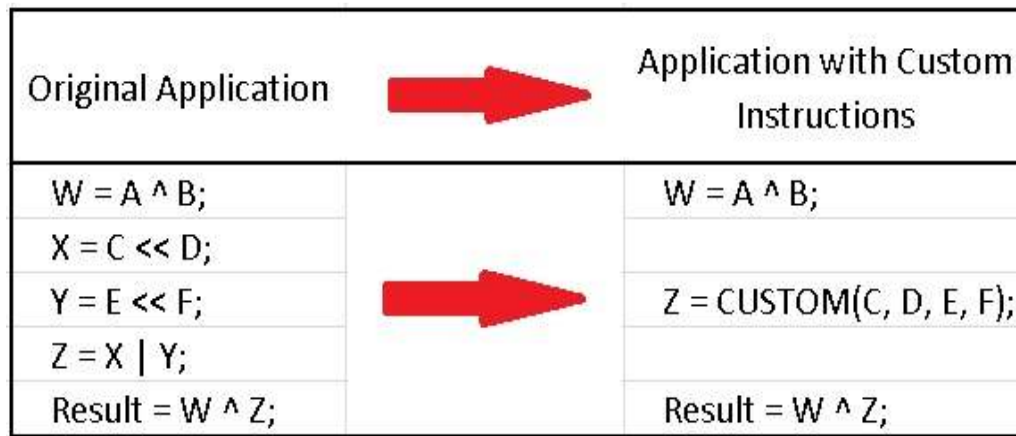 Original Application
Application with Custom
Instructions
W = A ^ B;
W = A ^ B;
X = C << D;
Y = E << F;
Z = CUSTOM(C, D, E, F);
Z = X | Y;
Result = W ^ Z;
Result = W ^ Z;